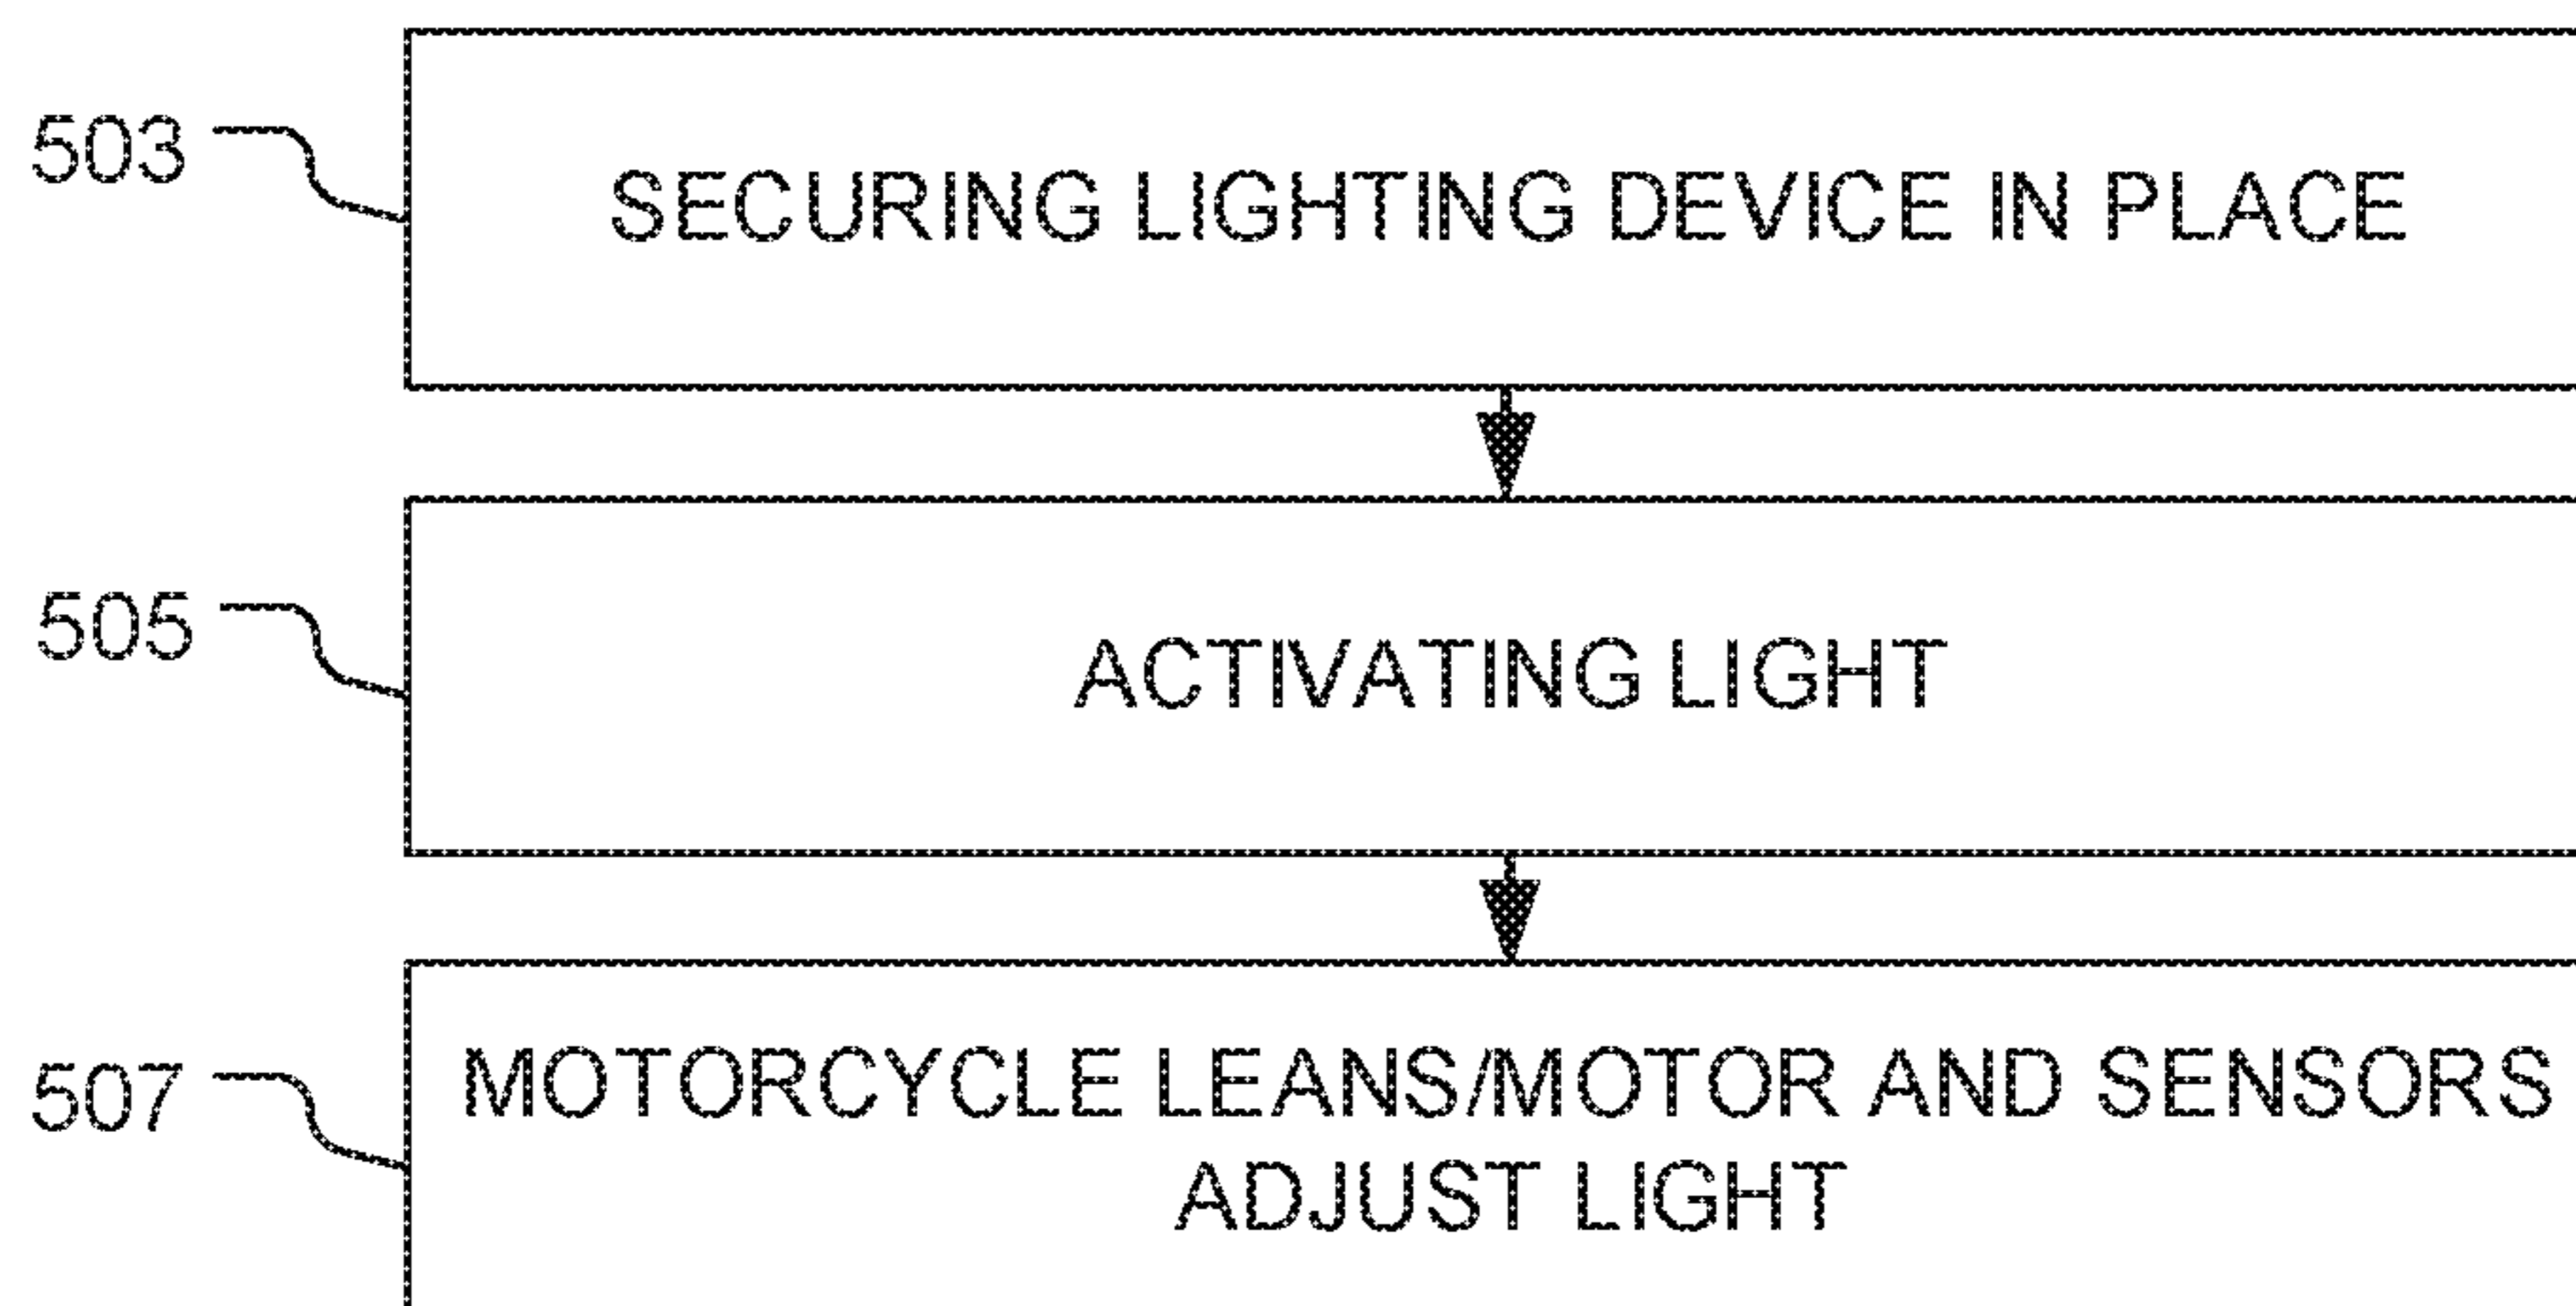 503
SECURING LIGHTING DEVICE IN PLACE
505
ACTIVATING LIGHT
507
MOTORCYCLE LEANS/MOTOR AND SENSORS
ADJUST LIGHT